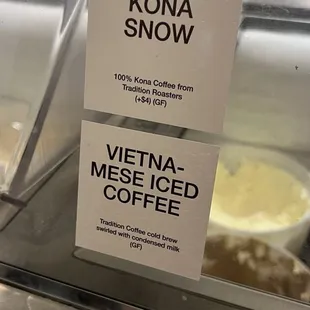 KONA
SNOW
100% Kona Coffee from
Tradition Roasters
(+$4) (GF)
VIETNA-
MESE ICED
COFFEE
Tradition Coffee cold brew
swirled with condensed milk
(GF)